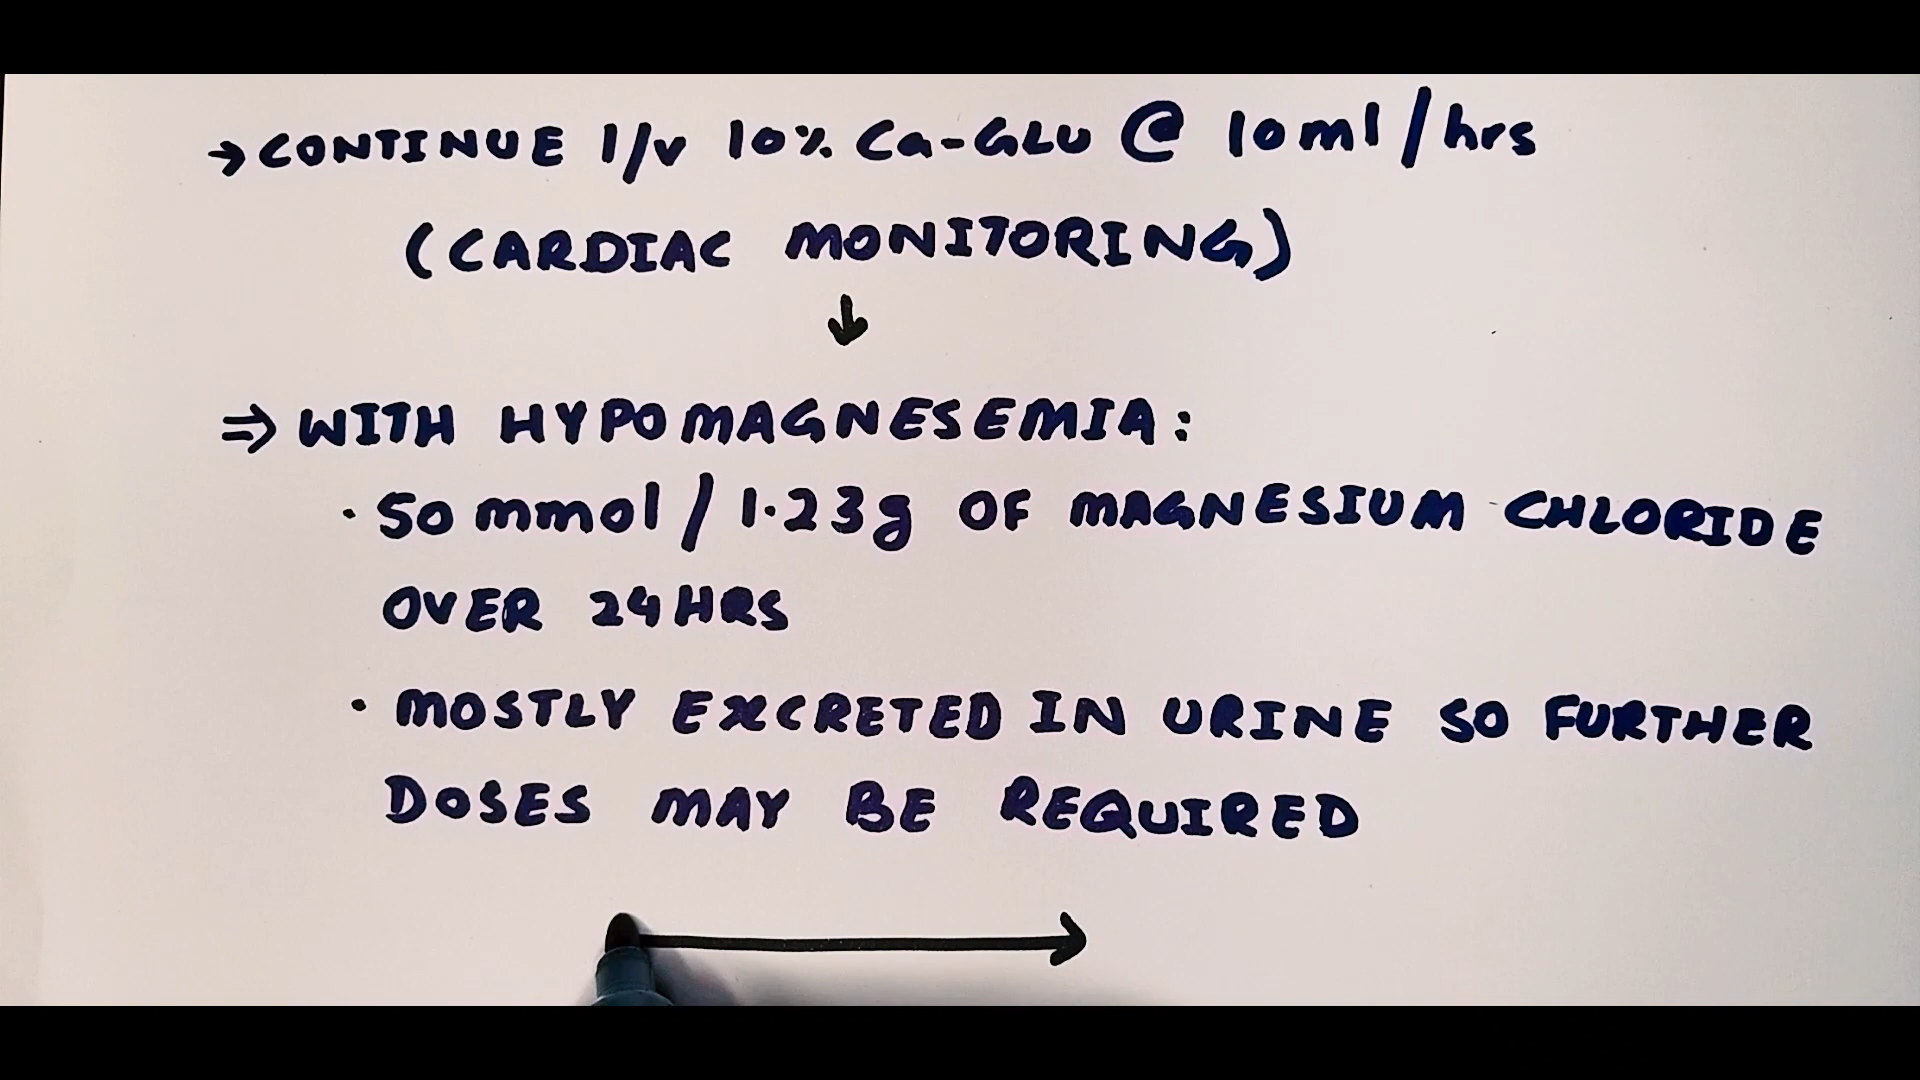 → CONTINUE I/V 10% Ca-GLU @ 10ml/hrs
(CARDIAC MONITORING)
↓
⇒ WITH HYPOMAGNESEMIA:
· 50 mmol / 1.23g OF MAGNESIUM CHLORIDE
OVER 24HRS
· MOSTLY EXCRETED IN URINE SO FURTHER
DOSES MAY BE REQUIRED